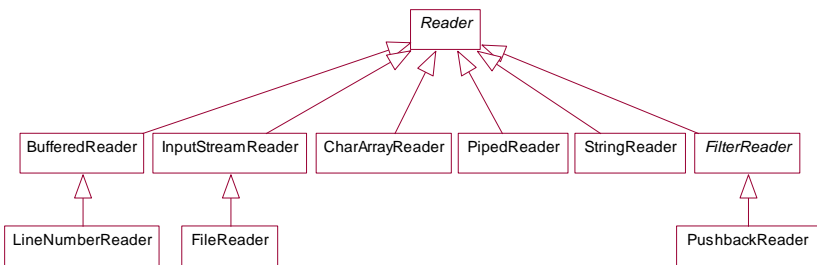 Reader
BufferedReader
InputStreamReader
CharArrayReader
PipedReader
StringReader
FilterReader
LineNumberReader
FileReader
PushbackReader